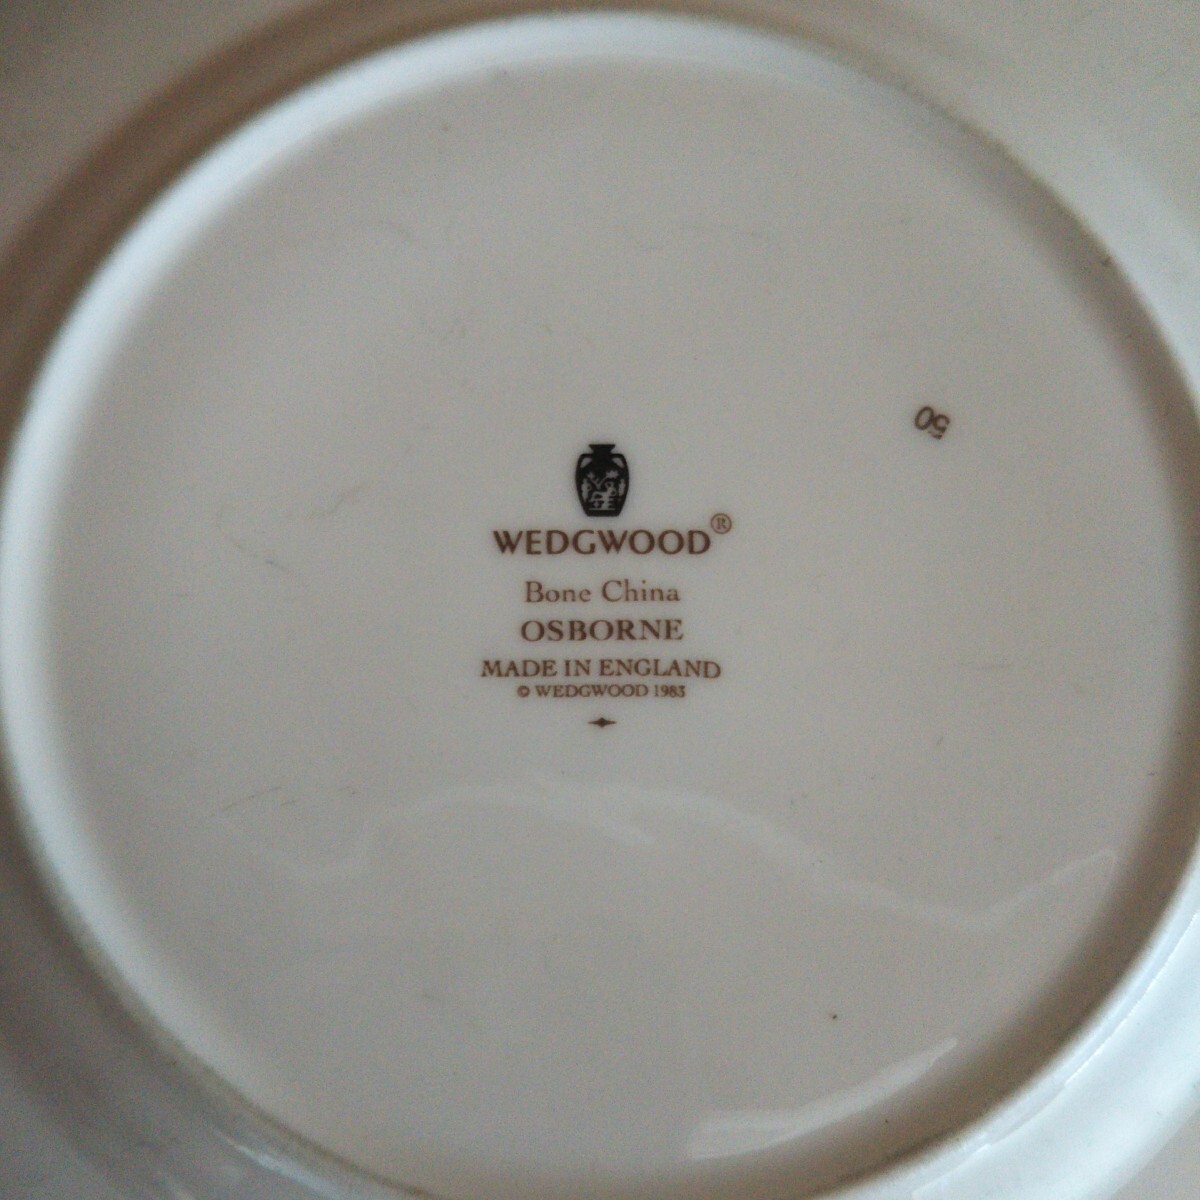 WEDGWOOD®
Bone China
OSBORNE
MADE IN ENGLAND
© WEDGWOOD 1983
50